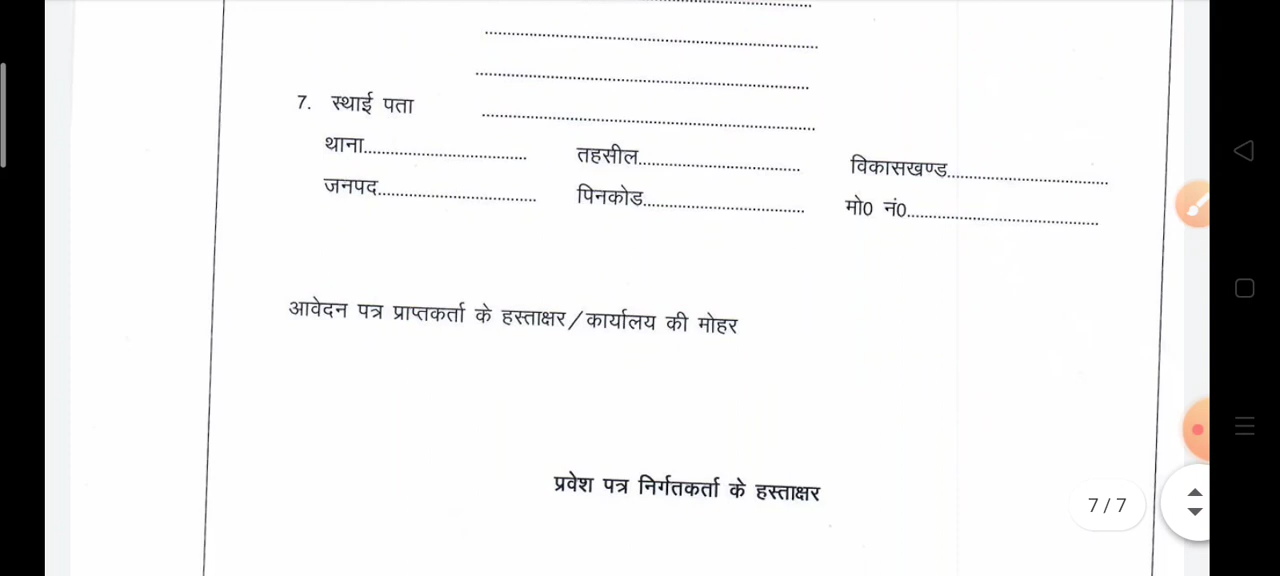 7. स्थाई पता ..................................................
थाना................................ तहसील................................ विकासखण्ड................................
जनपद................................ पिनकोड................................ मो0 नं0................................
आवेदन पत्र प्राप्तकर्ता के हस्ताक्षर/कार्यालय की मोहर
प्रवेश पत्र निर्गतकर्ता के हस्ताक्षर
7/7